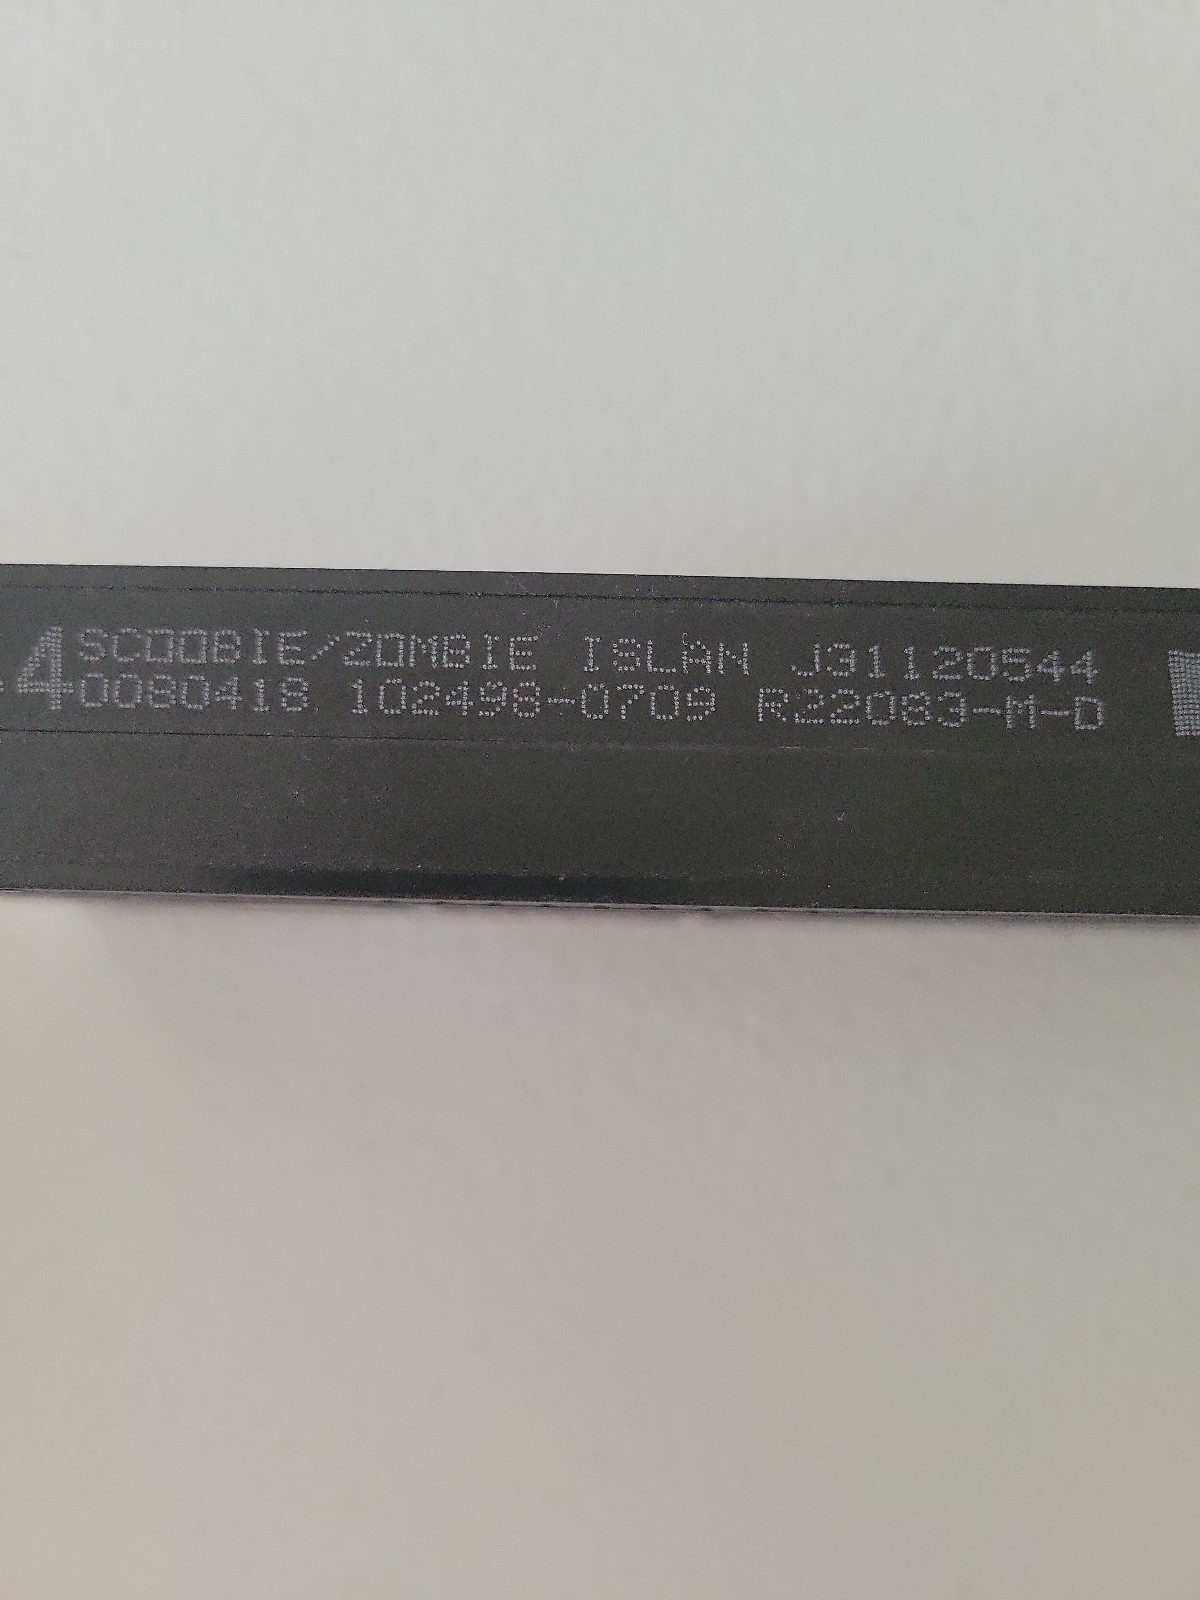 4 SCOOBIE/ZOMBIE ISLAN J31120544
0080418 102498-0709 R22083-M-O